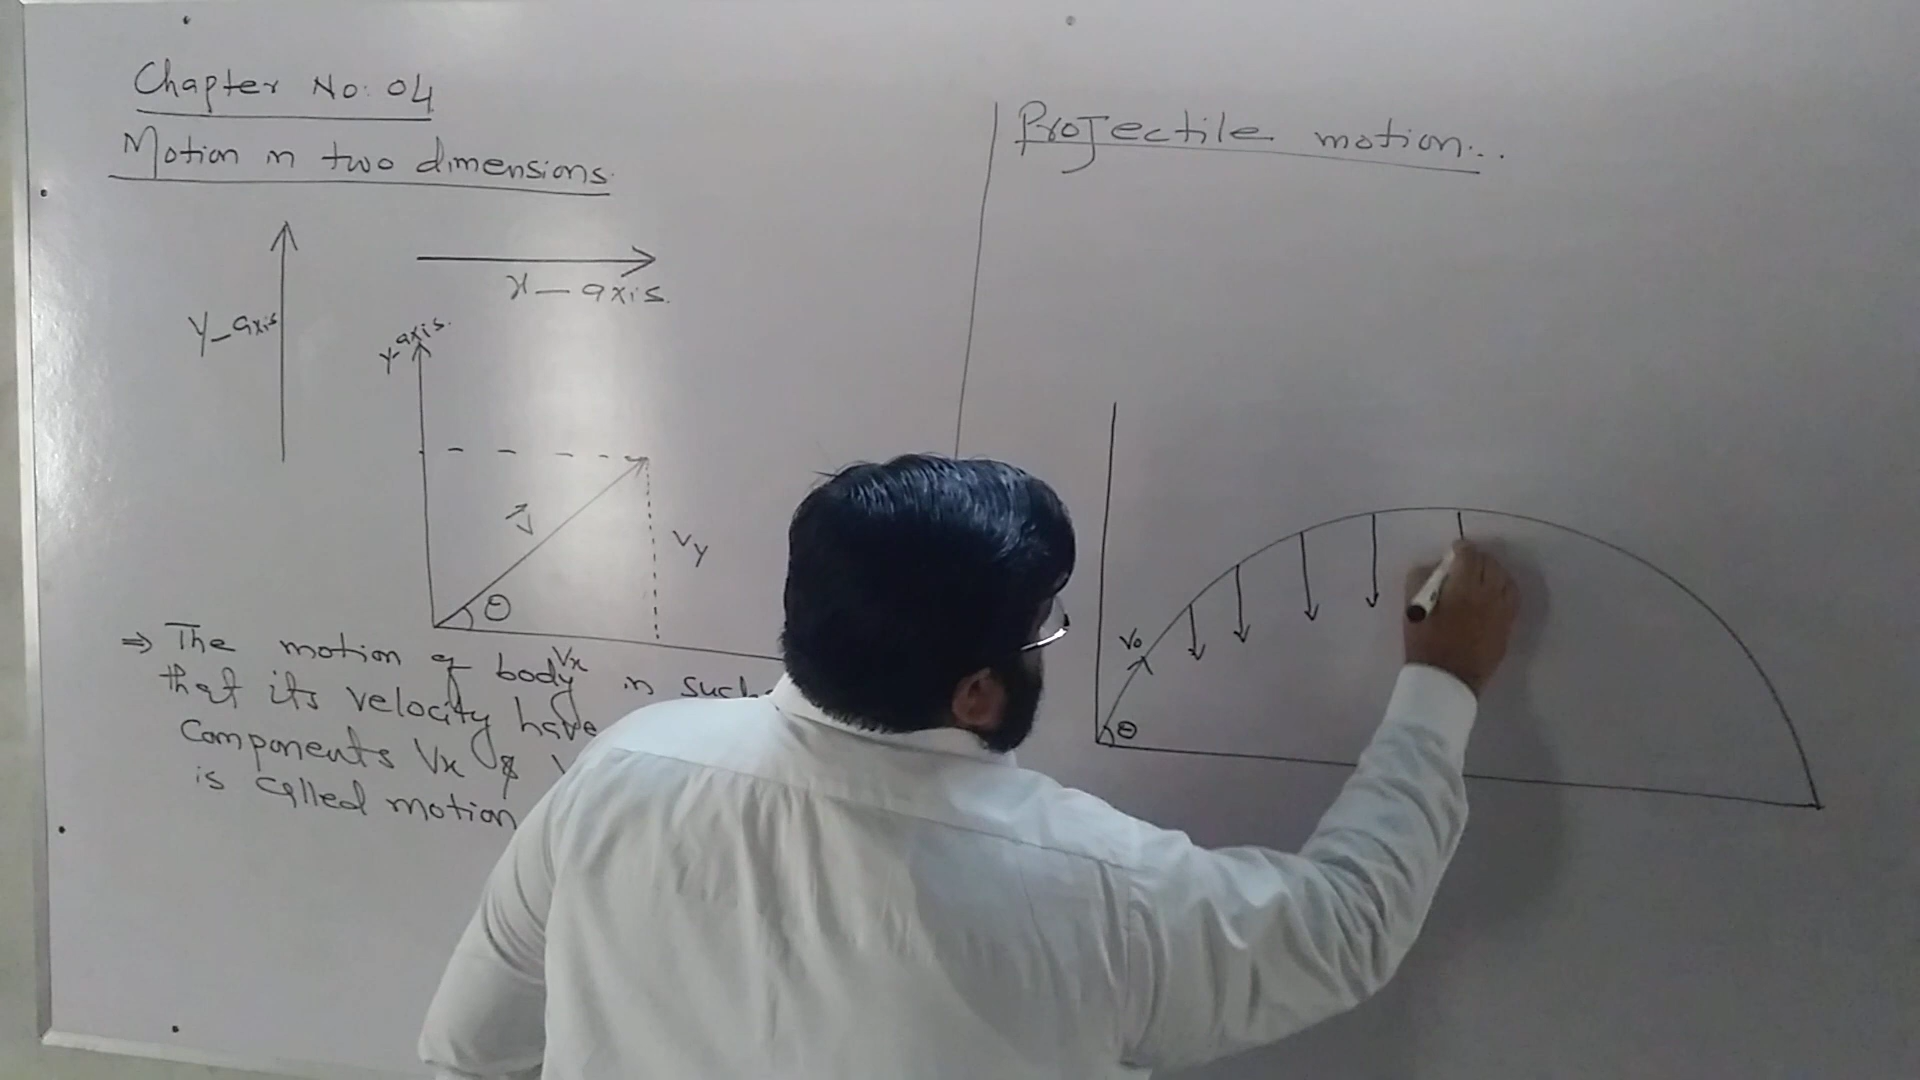 Chapter No: 04
Motion in two dimensions.
Y-axis
x-axis.
y-axis.
V
Vy
θ
Vx
⇒ The motion of body in such
that its velocity have
Components Vx &
is called motion
Projectile motion...
V₀
θ